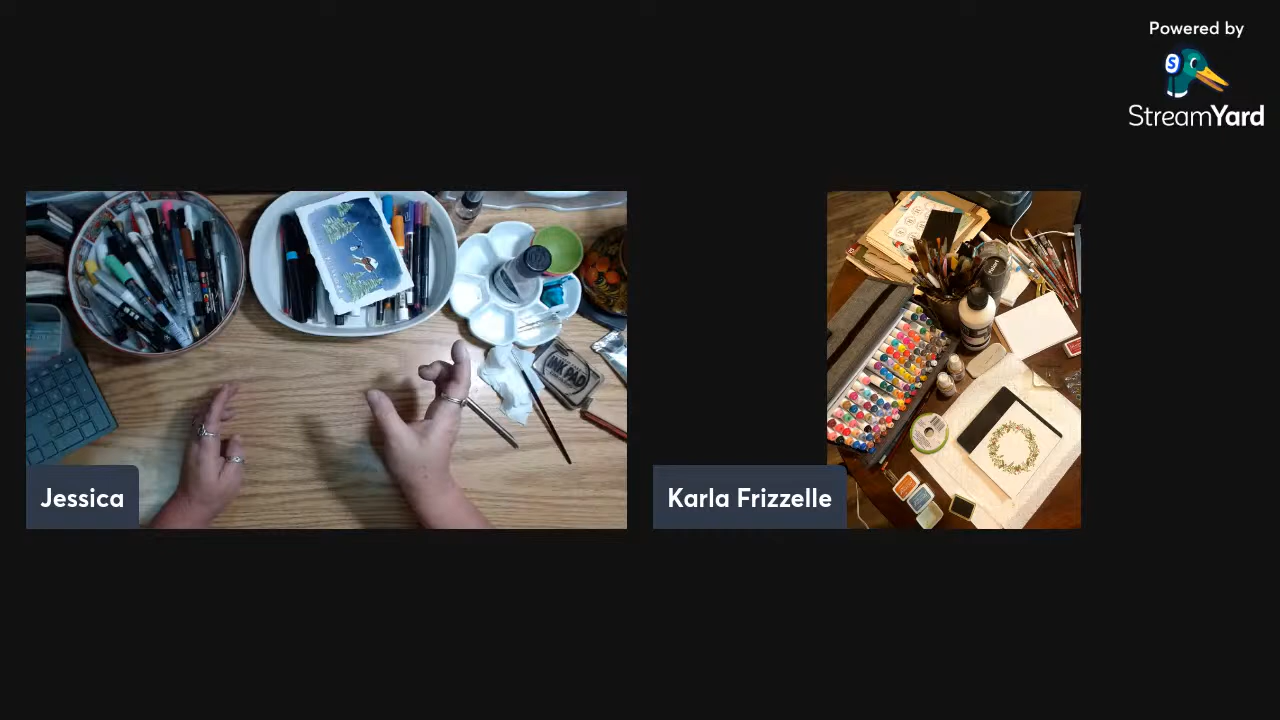 Powered by
S
StreamYard
INK PAD
Jessica
Karla Frizzelle